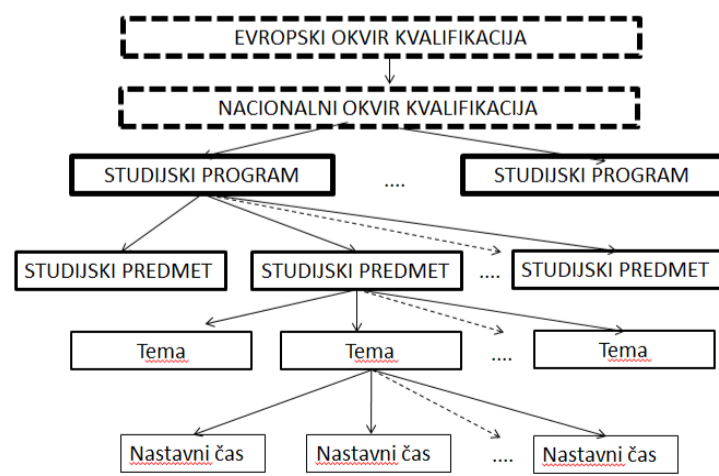 EVROPSKI OKVIR KVALIFIKACIJA
NACIONALNI OKVIR KVALIFIKACIJA
STUDIJSKI PROGRAM .... STUDIJSKI PROGRAM
STUDIJSKI PREDMET STUDIJSKI PREDMET .... STUDIJSKI PREDMET
Tema Tema .... Tema
Nastavni čas Nastavni čas .... Nastavni čas